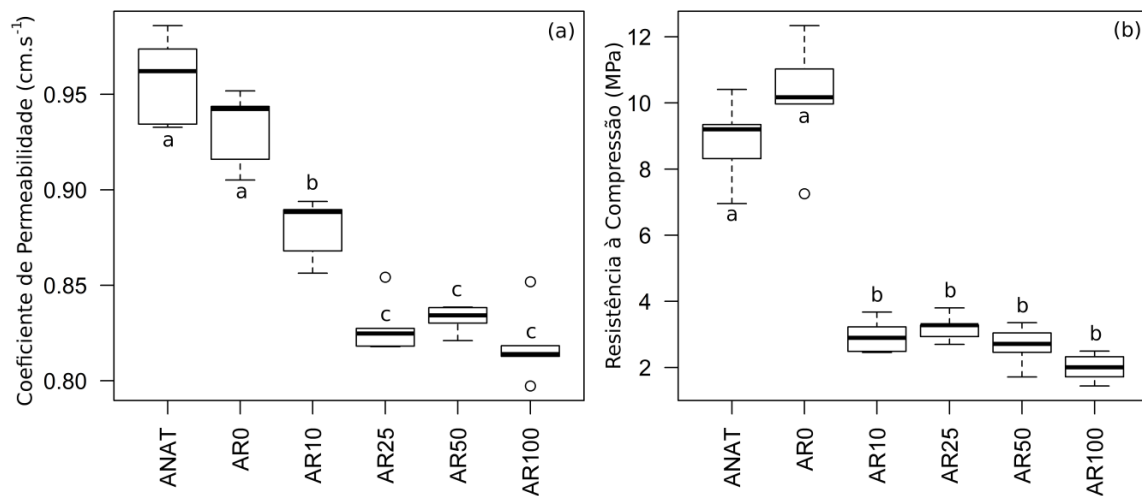 (a)
Coeficiente de Permeabilidade (cm.s⁻¹)
0.95
0.90
0.85
0.80
a
a
b
c
c
c
ANAT
AR0
AR10
AR25
AR50
AR100
(b)
Resistência à Compressão (MPa)
12
10
8
6
4
2
a
a
b
b
b
b
ANAT
AR0
AR10
AR25
AR50
AR100